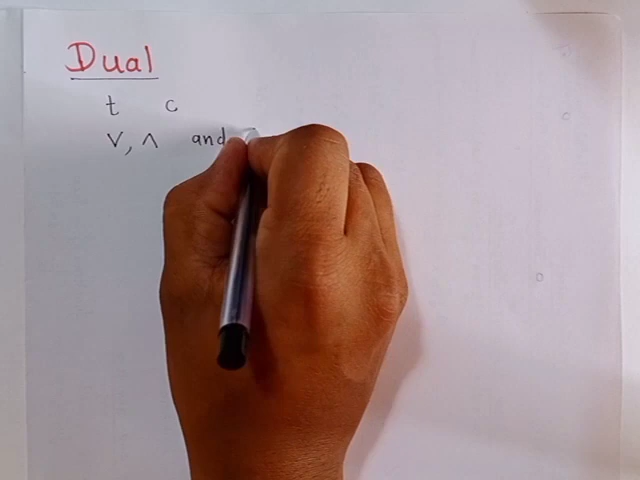 Dual
t c
∨, ∧ and